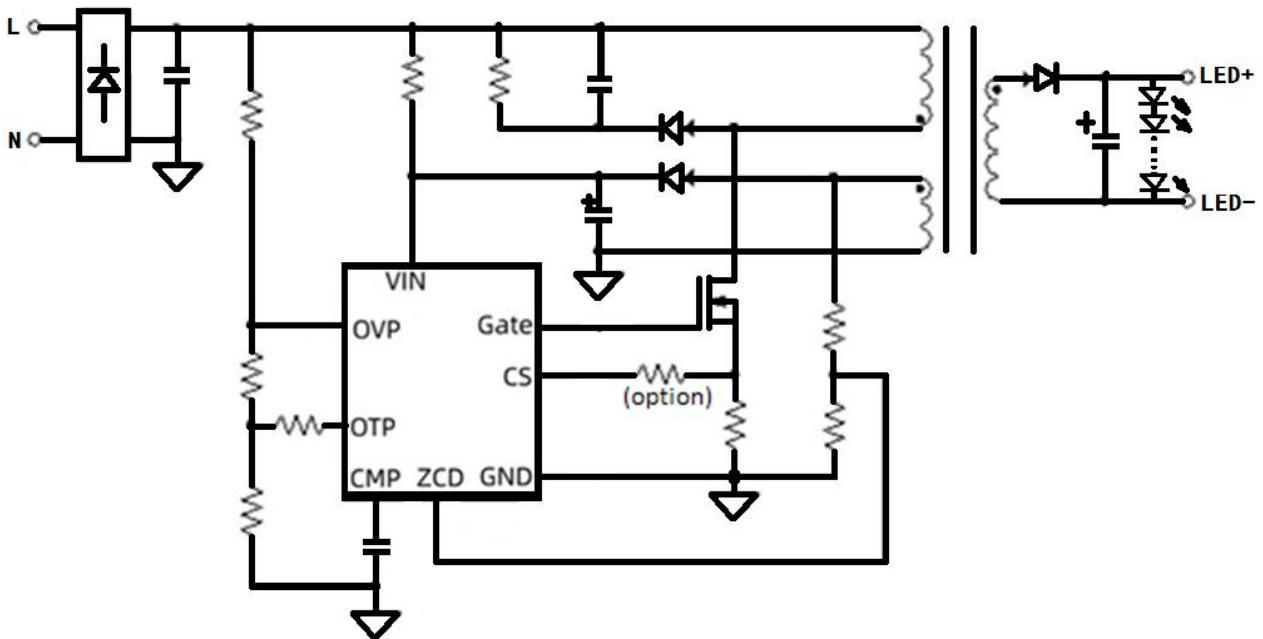 L
LED+
N
LED−
VIN
OVP
Gate
CS
(option)
OTP
CMP ZCD GND